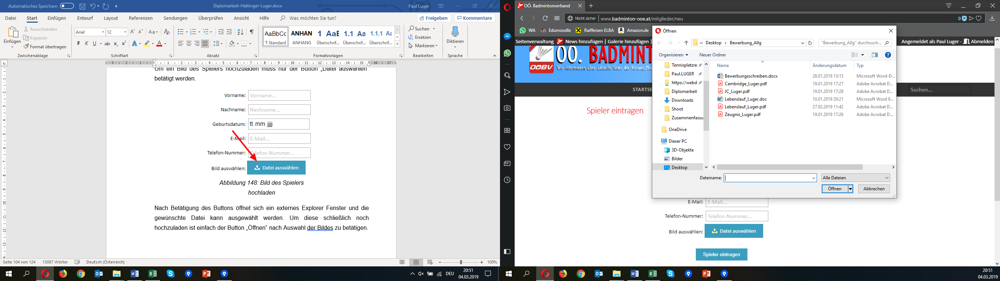 Automatisches Speichern
Diplomarbeit-Hattinger-Luger.docx
Paul Luger
Datei Start Einfügen Entwurf Layout Referenzen Sendungen Überprüfen Ansicht Hilfe Was möchten Sie tun?
Freigeben Kommentare
Einfügen
Ausschneiden
Kopieren
Format übertragen
Zwischenablage
Arial 12
F K U ab x₂ x²
Schriftart
Absatz
AaBbCc ANHAN 1 AaE 1.1 Aa 1.1.1 Aa
¶ Standard ANHANG Überschrif... Überschrif... Überschrif...
Formatvorlagen
Suchen
Ersetzen
Markieren
Bearbeiten
Diktieren
Sprache
Um ein Bild des Spielers hochzuladen muss nur der Button „Datei auswählen“
betätigt werden.
Vorname: Vorname...
Nachname: Nachname...
Geburtsdatum: tt.mm.jjjj
E-Mail: E-Mail...
Telefon-Nummer: Telefon-Nummer...
Bild auswählen: Datei auswählen
Abbildung 148: Bild des Spielers
hochladen
Nach Betätigung des Buttons öffnet sich ein externes Explorer Fenster und die
gewünschte Datei kann ausgewählt werden. Um diese schließlich noch
hochzuladen ist einfach der Button „Öffnen“ nach Auswahl der Bildes zu betätigen.
Seite 104 von 124 13087 Wörter Deutsch (Österreich)
100%
DEU
20:51
04.03.2019
OÖ. Badmintonverband
Nicht sicher www.badminton-ooe.at/mitglieder/neu
0
WA Edumoodle Raiffeisen ELBA Amazon.de
Seitenverwaltung News hinzufügen | Galerie hinzufügen |
Angemeldet als Paul Luger - Abmelden
OÖBV
OÖ. BADMINT
Wir informieren über aktuelle News der Vereine, Mei
STARTSE
Suchen...
Spieler eintragen
Öffnen
« Desktop > Bewerbung_Allg
"Bewerbung_Allg" durchsuch...
Organisieren Neuer Ordner
Tennisplatzre
Paul.LUGER
https://webd
Diplomarbeit
Downloads
Shoot
Zusammenfassu
OneDrive
Dieser PC
3D-Objekte
Bilder
Desktop
Name Änderungsdatum Typ
Bewerbungsschreiben.docx 28.01.2019 13:15 Microsoft Word-D...
Cambridge_Luger.pdf 19.01.2019 17:27 Adobe Acrobat D...
JC_Luger.pdf 19.01.2019 17:28 Adobe Acrobat D...
Lebenslauf_Luger.doc 10.01.2019 20:21 Microsoft Word 9...
Lebenslauf_Luger.pdf 27.02.2019 11:42 Adobe Acrobat D...
Zeugnis_Luger.pdf 19.01.2019 17:26 Adobe Acrobat D...
Dateiname: Alle Dateien
Öffnen Abbrechen
E-Mail: E-Mail...
Telefon-Nummer: Telefon-Nummer...
Bild auswählen: Datei auswählen
Spieler eintragen
20:51
04.03.2019